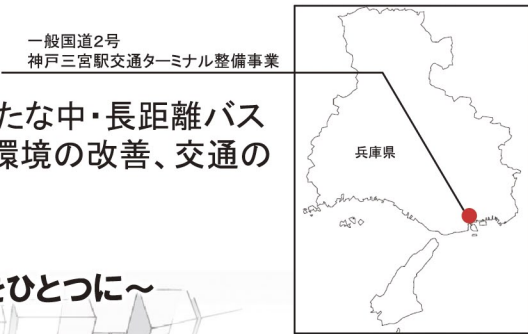 一般国道2号
神戸三宮駅交通ターミナル整備事業
たな中・長距離バス
環境の改善、交通の
兵庫県
をひとつに～